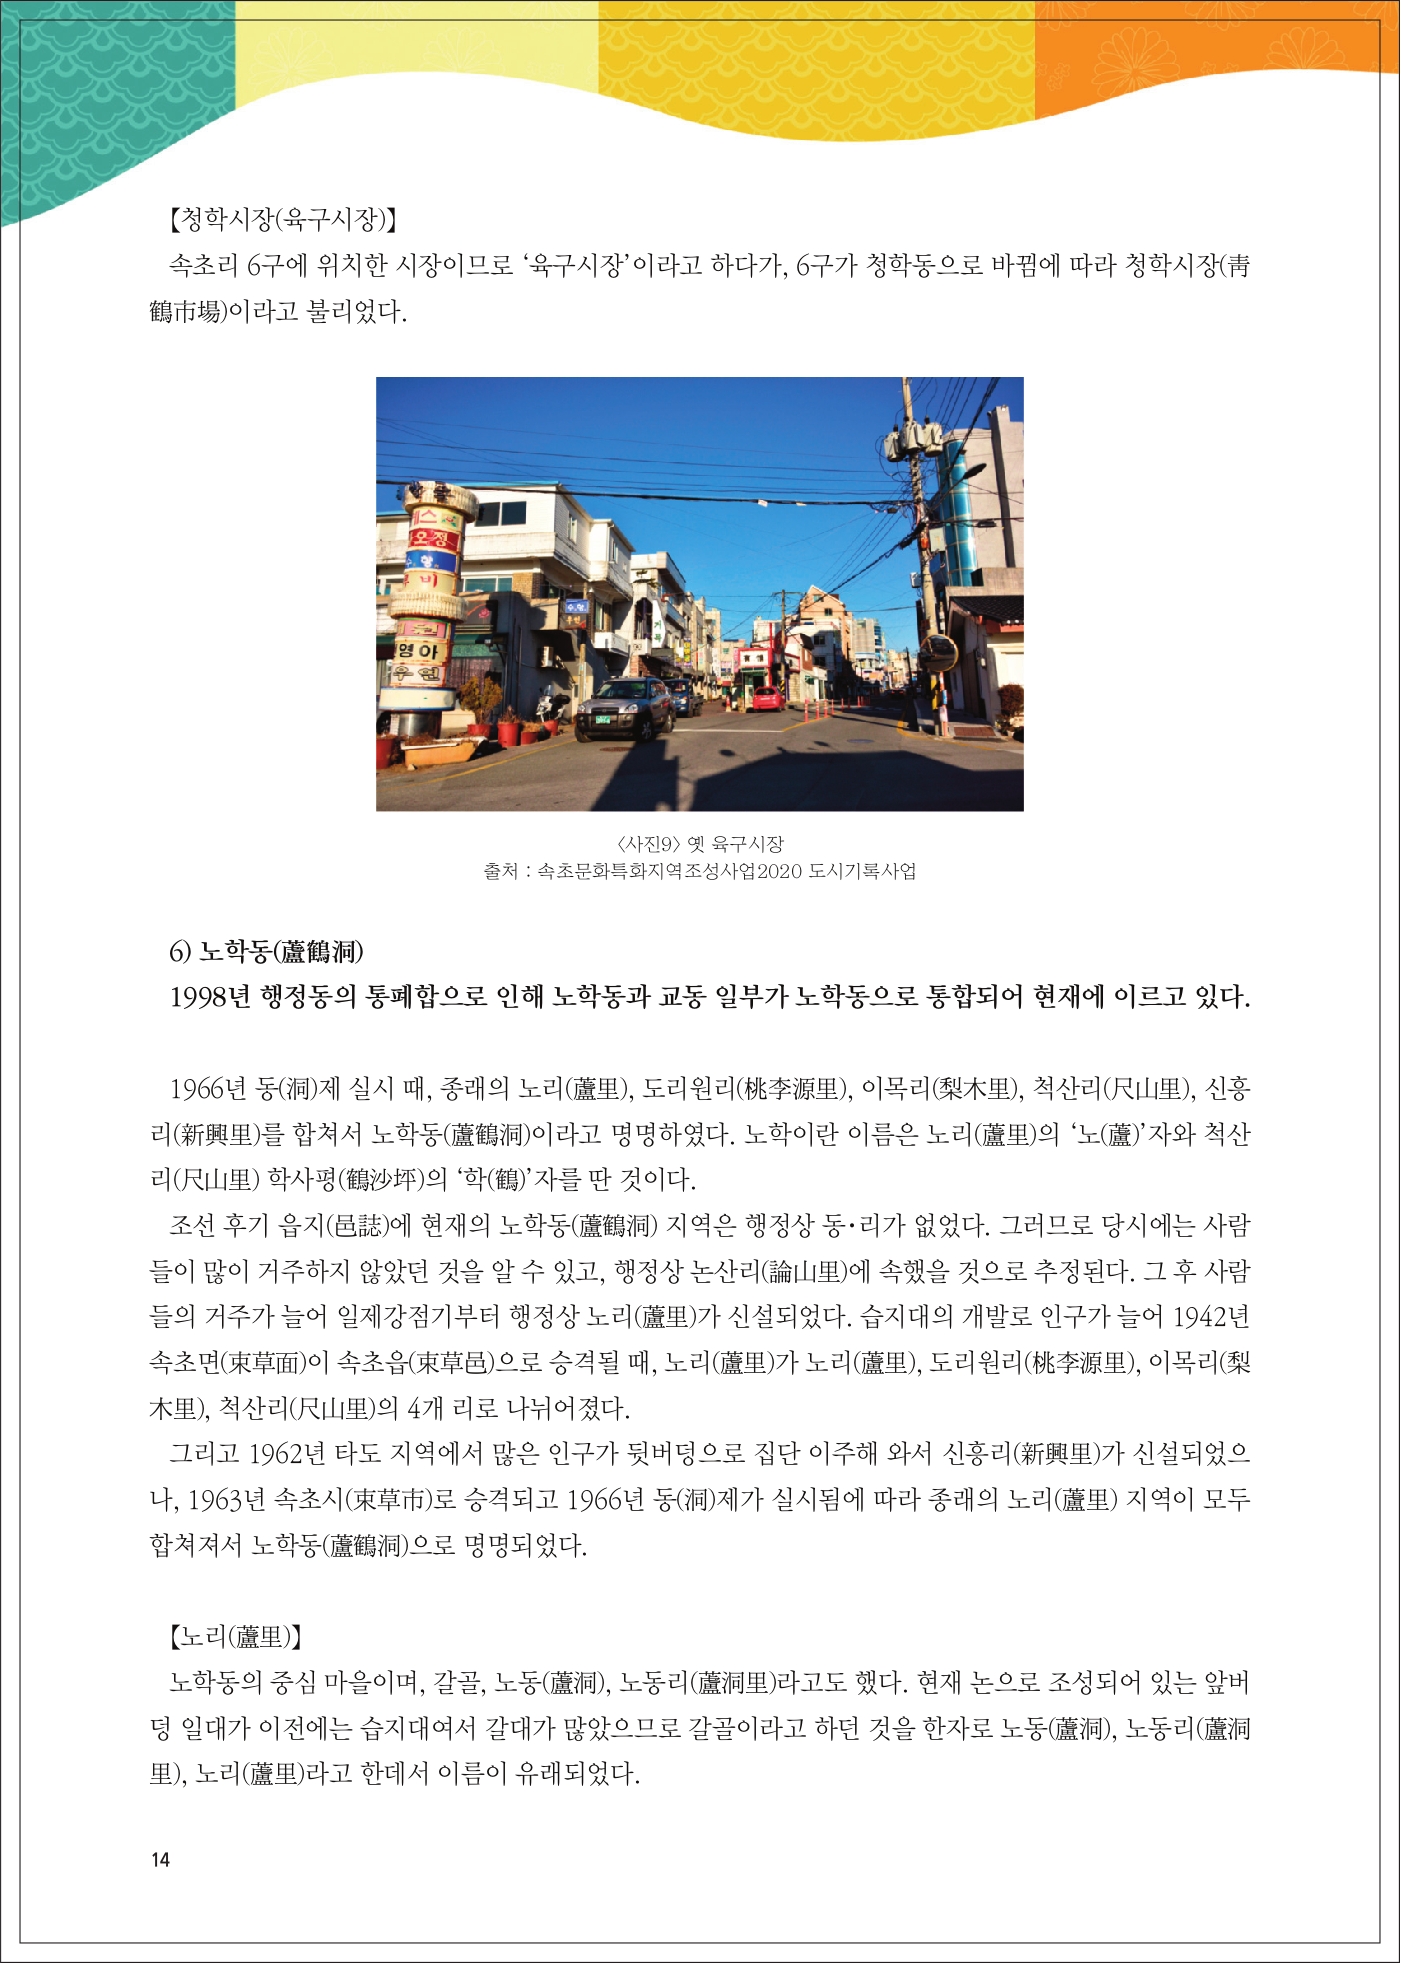 【청학시장(육구시장)】
속초리 6구에 위치한 시장이므로 ‘육구시장’이라고 하다가, 6구가 청학동으로 바뀜에 따라 청학시장(靑
鶴市場)이라고 불리었다.
영아
우연
〈사진9〉 옛 육구시장
출처 : 속초문화특화지역조성사업2020 도시기록사업
6) 노학동(蘆鶴洞)
1998년 행정동의 통폐합으로 인해 노학동과 교동 일부가 노학동으로 통합되어 현재에 이르고 있다.
1966년 동(洞)제 실시 때, 종래의 노리(蘆里), 도리원리(桃李源里), 이목리(梨木里), 척산리(尺山里), 신흥
리(新興里)를 합쳐서 노학동(蘆鶴洞)이라고 명명하였다. 노학이란 이름은 노리(蘆里)의 ‘노(蘆)’자와 척산
리(尺山里) 학사평(鶴沙坪)의 ‘학(鶴)’자를 딴 것이다.
조선 후기 읍지(邑誌)에 현재의 노학동(蘆鶴洞) 지역은 행정상 동·리가 없었다. 그러므로 당시에는 사람
들이 많이 거주하지 않았던 것을 알 수 있고, 행정상 논산리(論山里)에 속했을 것으로 추정된다. 그 후 사람
들의 거주가 늘어 일제강점기부터 행정상 노리(蘆里)가 신설되었다. 습지대의 개발로 인구가 늘어 1942년
속초면(束草面)이 속초읍(束草邑)으로 승격될 때, 노리(蘆里)가 노리(蘆里), 도리원리(桃李源里), 이목리(梨
木里), 척산리(尺山里)의 4개 리로 나뉘어졌다.
그리고 1962년 타도 지역에서 많은 인구가 뒷버덩으로 집단 이주해 와서 신흥리(新興里)가 신설되었으
나, 1963년 속초시(束草市)로 승격되고 1966년 동(洞)제가 실시됨에 따라 종래의 노리(蘆里) 지역이 모두
합쳐져서 노학동(蘆鶴洞)으로 명명되었다.
【노리(蘆里)】
노학동의 중심 마을이며, 갈골, 노동(蘆洞), 노동리(蘆洞里)라고도 했다. 현재 논으로 조성되어 있는 앞버
덩 일대가 이전에는 습지대여서 갈대가 많았으므로 갈골이라고 하던 것을 한자로 노동(蘆洞), 노동리(蘆洞
里), 노리(蘆里)라고 한데서 이름이 유래되었다.
14